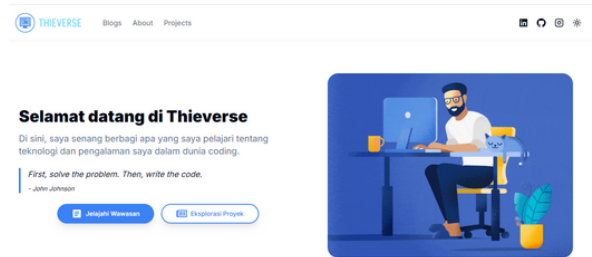 THIEVERSE
Blogs About Projects
Selamat datang di Thieverse
Di sini, saya senang berbagi apa yang saya pelajari tentang
teknologi dan pengalaman saya dalam dunia coding.
First, solve the problem. Then, write the code.
- John Johnson
Jelajahi Wawasan
Eksplorasi Proyek